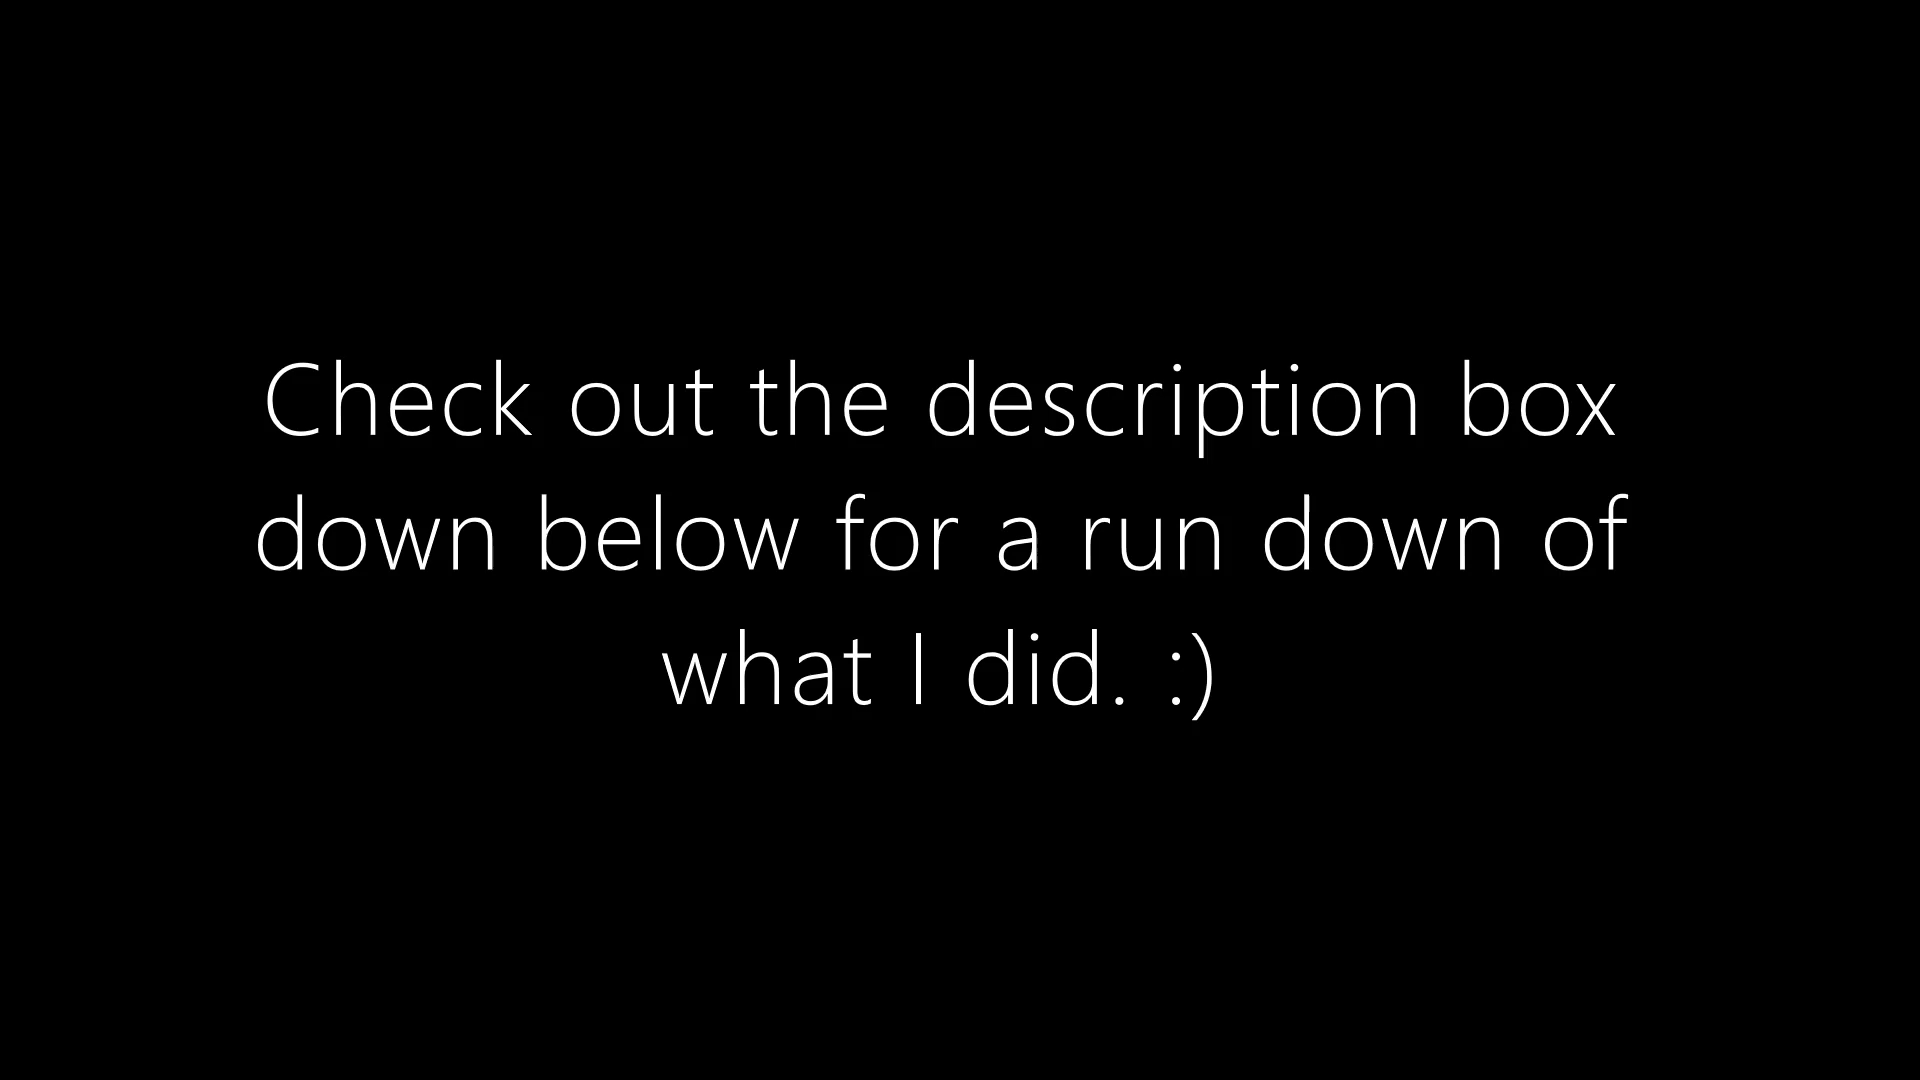 Check out the description box
down below for a run down of
what I did. :)